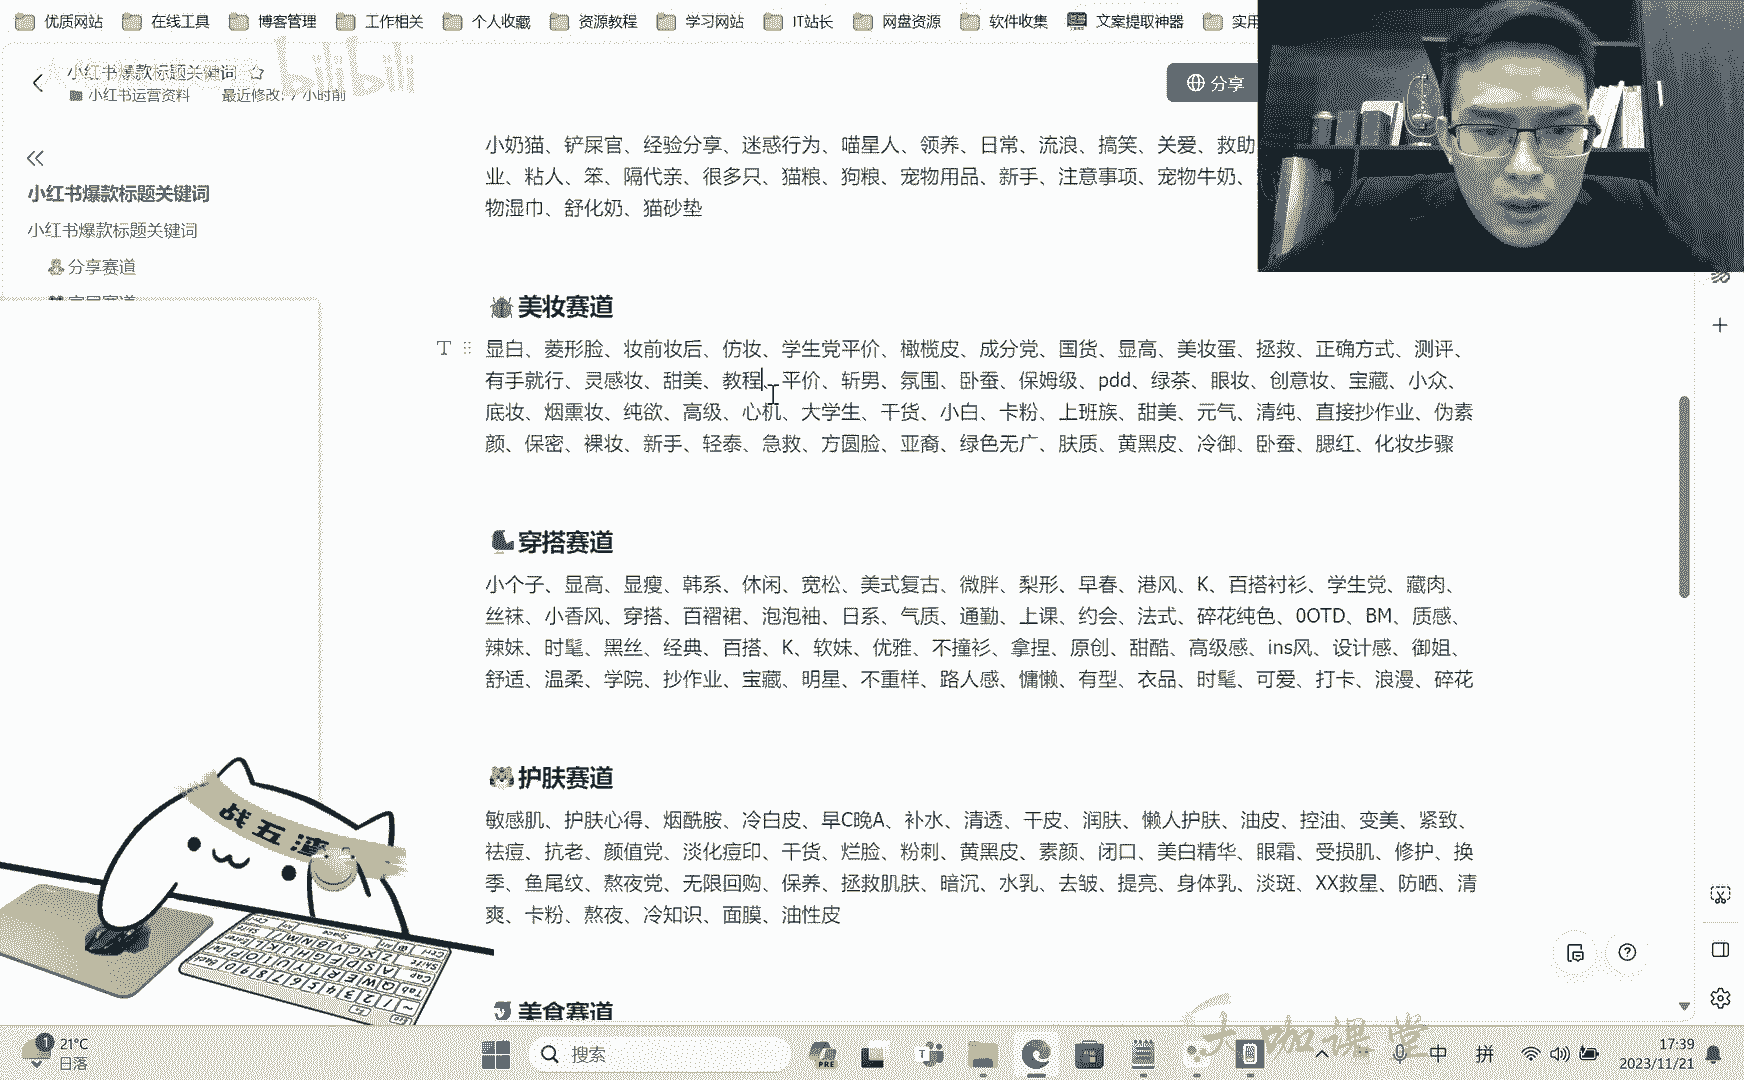 优质网站 在线工具 博客管理 工作相关 个人收藏 资源教程 学习网站 IT站长 网盘资源 软件收集 文案提取神器 实用
小红书爆款标题关键词
bilibili
小红书运营资料 最近修改: 7 小时前
分享
小红书爆款标题关键词
小红书爆款标题关键词
分享赛道
小奶猫、铲屎官、经验分享、迷惑行为、喵星人、领养、日常、流浪、搞笑、关爱、救助
业、粘人、笨、隔代亲、很多只、猫粮、狗粮、宠物用品、新手、注意事项、宠物牛奶、
物湿巾、舒化奶、猫砂垫
美妆赛道
显白、菱形脸、妆前妆后、仿妆、学生党平价、橄榄皮、成分党、国货、显高、美妆蛋、拯救、正确方式、测评、
有手就行、灵感妆、甜美、教程、平价、斩男、氛围、卧蚕、保姆级、pdd、绿茶、眼妆、创意妆、宝藏、小众、
底妆、烟熏妆、纯欲、高级、心机、大学生、干货、小白、卡粉、上班族、甜美、元气、清纯、直接抄作业、伪素
颜、保密、裸妆、新手、轻泰、急救、方圆脸、亚裔、绿色无广、肤质、黄黑皮、冷御、卧蚕、腮红、化妆步骤
穿搭赛道
小个子、显高、显瘦、韩系、休闲、宽松、美式复古、微胖、梨形、早春、港风、K、百搭衬衫、学生党、藏肉、
丝袜、小香风、穿搭、百褶裙、泡泡袖、日系、气质、通勤、上课、约会、法式、碎花纯色、0OTD、BM、质感、
辣妹、时髦、黑丝、经典、百搭、K、软妹、优雅、不撞衫、拿捏、原创、甜酷、高级感、ins风、设计感、御姐、
舒适、温柔、学院、抄作业、宝藏、明星、不重样、路人感、慵懒、有型、衣品、时髦、可爱、打卡、浪漫、碎花
护肤赛道
敏感肌、护肤心得、烟酰胺、冷白皮、早C晚A、补水、清透、干皮、润肤、懒人护肤、油皮、控油、变美、紧致、
祛痘、抗老、颜值党、淡化痘印、干货、烂脸、粉刺、黄黑皮、素颜、闭口、美白精华、眼霜、受损肌、修护、换
季、鱼尾纹、熬夜党、无限回购、保养、拯救肌肤、暗沉、水乳、去皱、提亮、身体乳、淡斑、XX救星、防晒、清
爽、卡粉、熬夜、冷知识、面膜、油性皮
美食赛道
战五渣
大咖课堂
1
21°C
日落
搜索
PRE
中 拼
17:39
2023/11/21